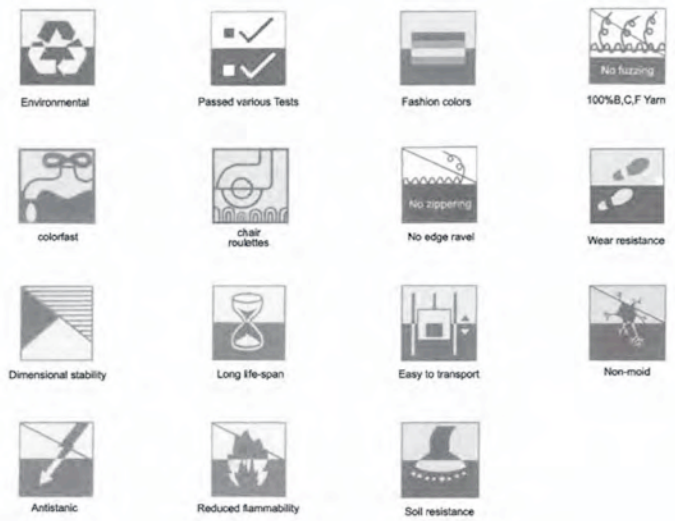 Environmental
Passed various Tests
Fashion colors
No fuzzing
100%B,C,F Yarn
colorfast
chair
roulettes
No zippering
No edge ravel
Wear resistance
Dimensional stability
Long life-span
Easy to transport
Non-moid
Antistanic
Reduced flammability
Soil resistance